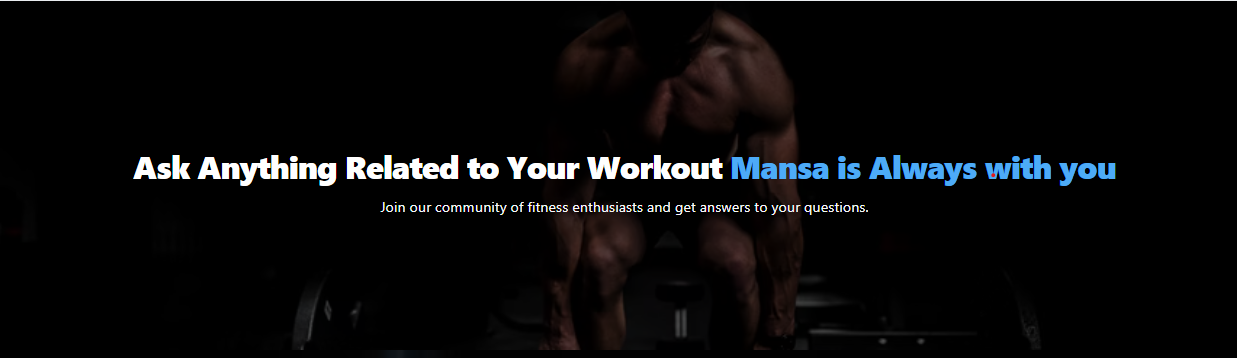 Ask Anything Related to Your Workout Mansa is Always with you
Join our community of fitness enthusiasts and get answers to your questions.